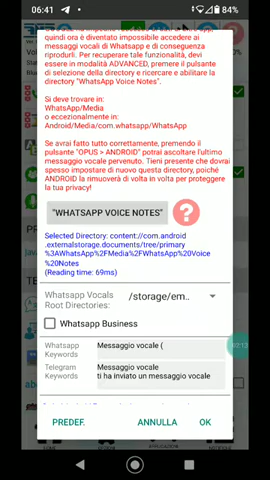 06:41
84%
quindi ora è diventato impossibile accedere ai
messaggi vocali di Whatsapp e di conseguenza
riprodurli. Per recuperare tale funzionalità, devi
essere in modalità ADVANCED, premere il pulsante
di selezione della directory e ricercare e abilitare la
directory "WhatsApp Voice Notes".
Si deve trovare in:
WhatsApp/Media
o eccezionalmente in:
Android/Media/com.whatsapp/WhatsApp
Se avrai fatto tutto correttamente, premendo il
pulsante "OPUS > ANDROID" potrai ascoltare l'ultimo
messaggio vocale pervenuto. Tieni presente che dovrai
spesso impostare di nuovo questa directory, poiché
ANDROID la rimuoverà di volta in volta per proteggere
la tua privacy!
"WHATSAPP VOICE NOTES" ?
Selected Directory: content://com.android
.externalstorage.documents/tree/primary
%3AWhatsApp%2FMedia%2FWhatsApp%20Voice
%20Notes
(Reading time: 69ms)
Whatsapp Vocals
Root Directories: /storage/em..
Whatsapp Business
Whatsapp
Keywords
Messaggio vocale (
Telegram
Keywords
Messaggio vocale
ti ha inviato un messaggio vocale
PREDEF. ANNULLA OK